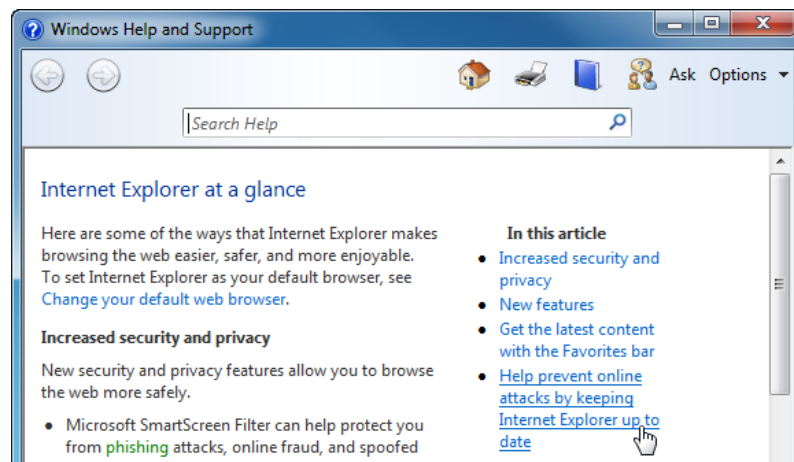 Windows Help and Support
Ask Options
Search Help
Internet Explorer at a glance
Here are some of the ways that Internet Explorer makes
browsing the web easier, safer, and more enjoyable.
To set Internet Explorer as your default browser, see
Change your default web browser.
Increased security and privacy
New security and privacy features allow you to browse
the web more safely.
• Microsoft SmartScreen Filter can help protect you
from phishing attacks, online fraud, and spoofed
In this article
• Increased security and
privacy
• New features
• Get the latest content
with the Favorites bar
• Help prevent online
attacks by keeping
Internet Explorer up to
date